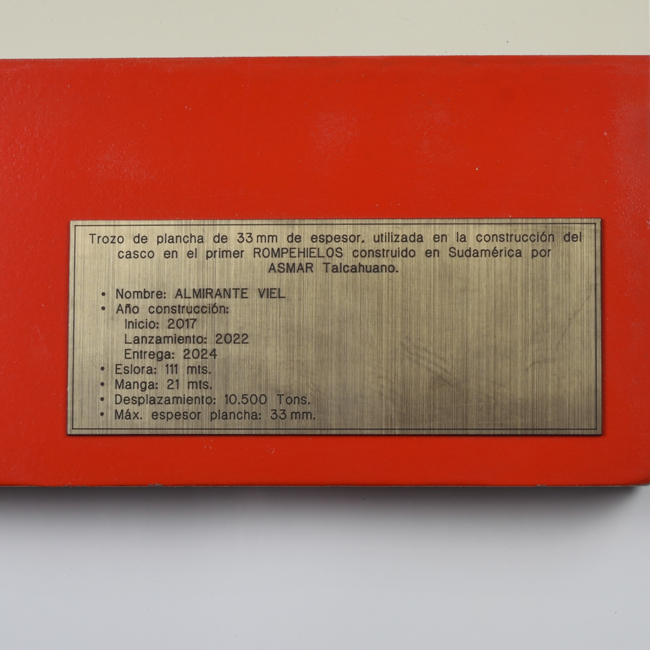 Trozo de plancha de 33 mm de espesor, utilizada en la construcción del
casco en el primer ROMPEHIELOS construido en Sudamérica por
ASMAR Talcahuano.
• Nombre: ALMIRANTE VIEL
• Año construcción:
Inicio: 2017
Lanzamiento: 2022
Entrega: 2024
• Eslora: 111 mts.
• Manga: 21 mts.
• Desplazamiento: 10.500 Tons.
• Máx. espesor plancha: 33 mm.